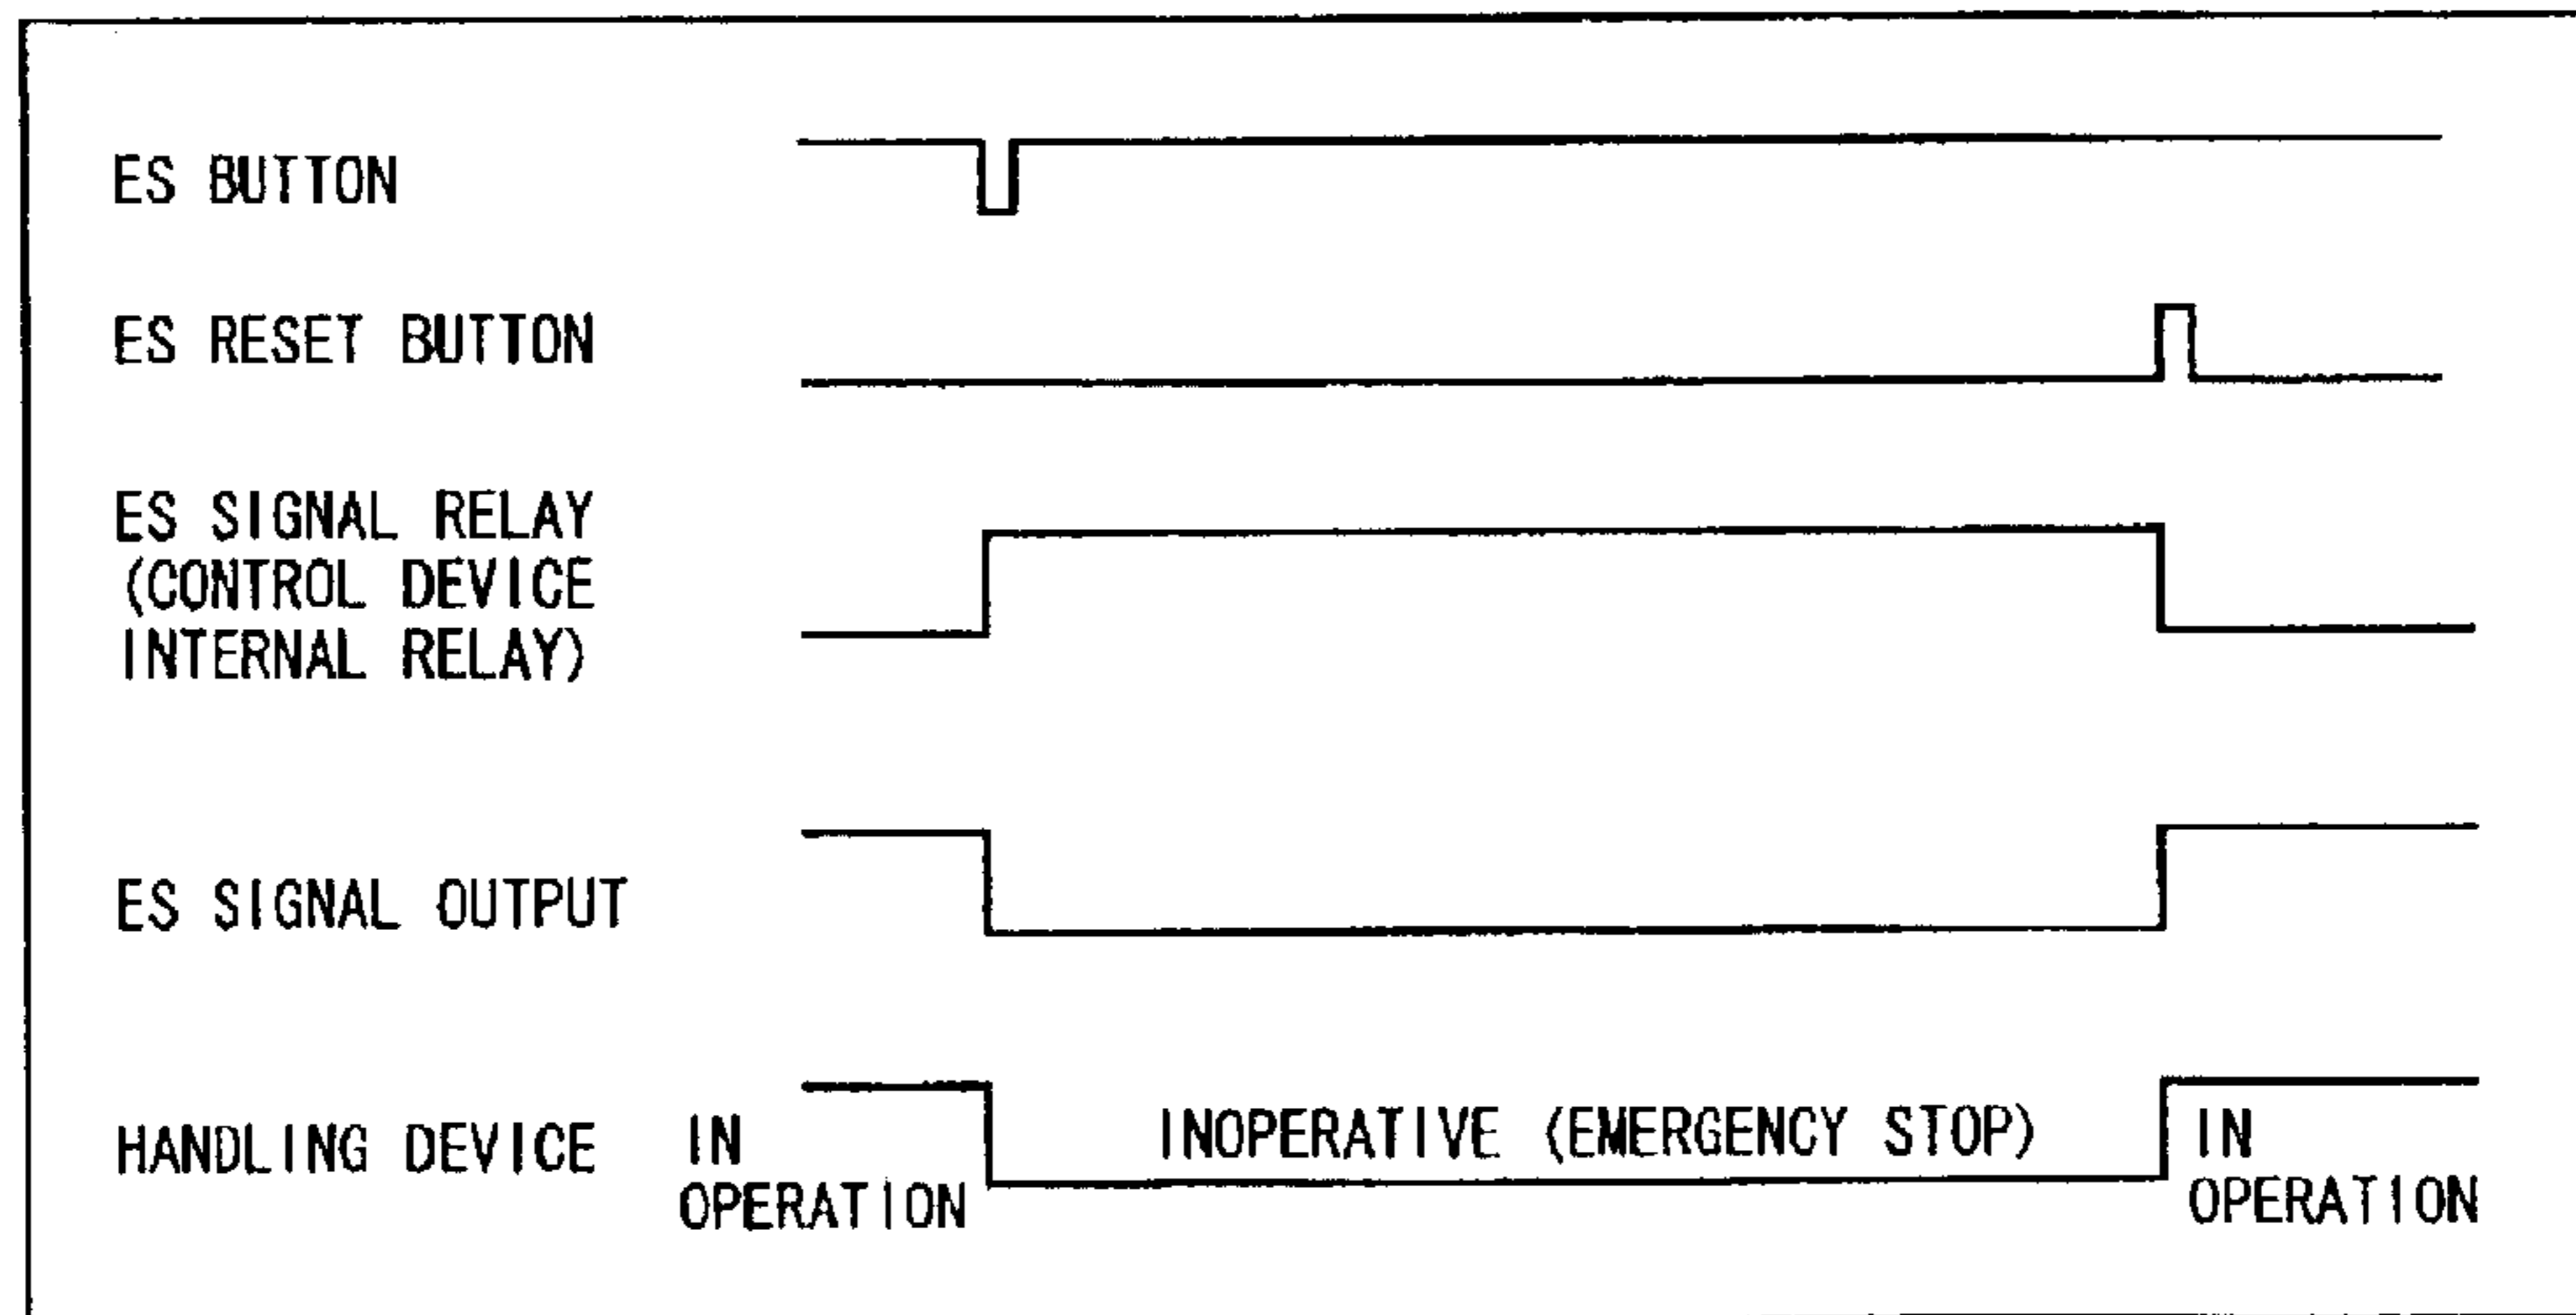 ES BUTTON
ES RESET BUTTON
ES SIGNAL RELAY
(CONTROL DEVICE
INTERNAL RELAY)
ES SIGNAL OUTPUT
HANDLING DEVICE
IN
OPERATION
INOPERATIVE (EMERGENCY STOP)
IN
OPERATION